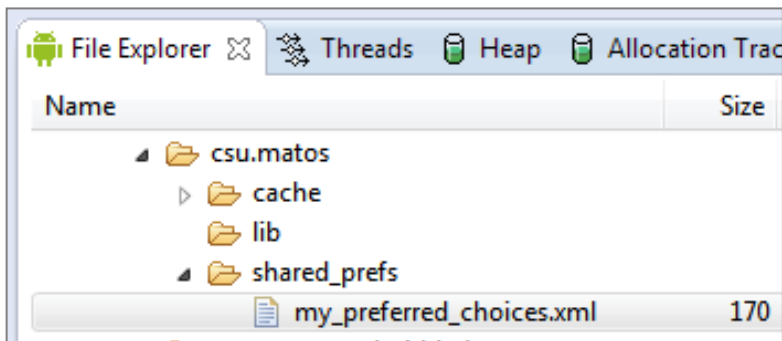 File Explorer Threads Heap Allocation Trac
Name Size
csu.matos
cache
lib
shared_prefs
my_preferred_choices.xml 170